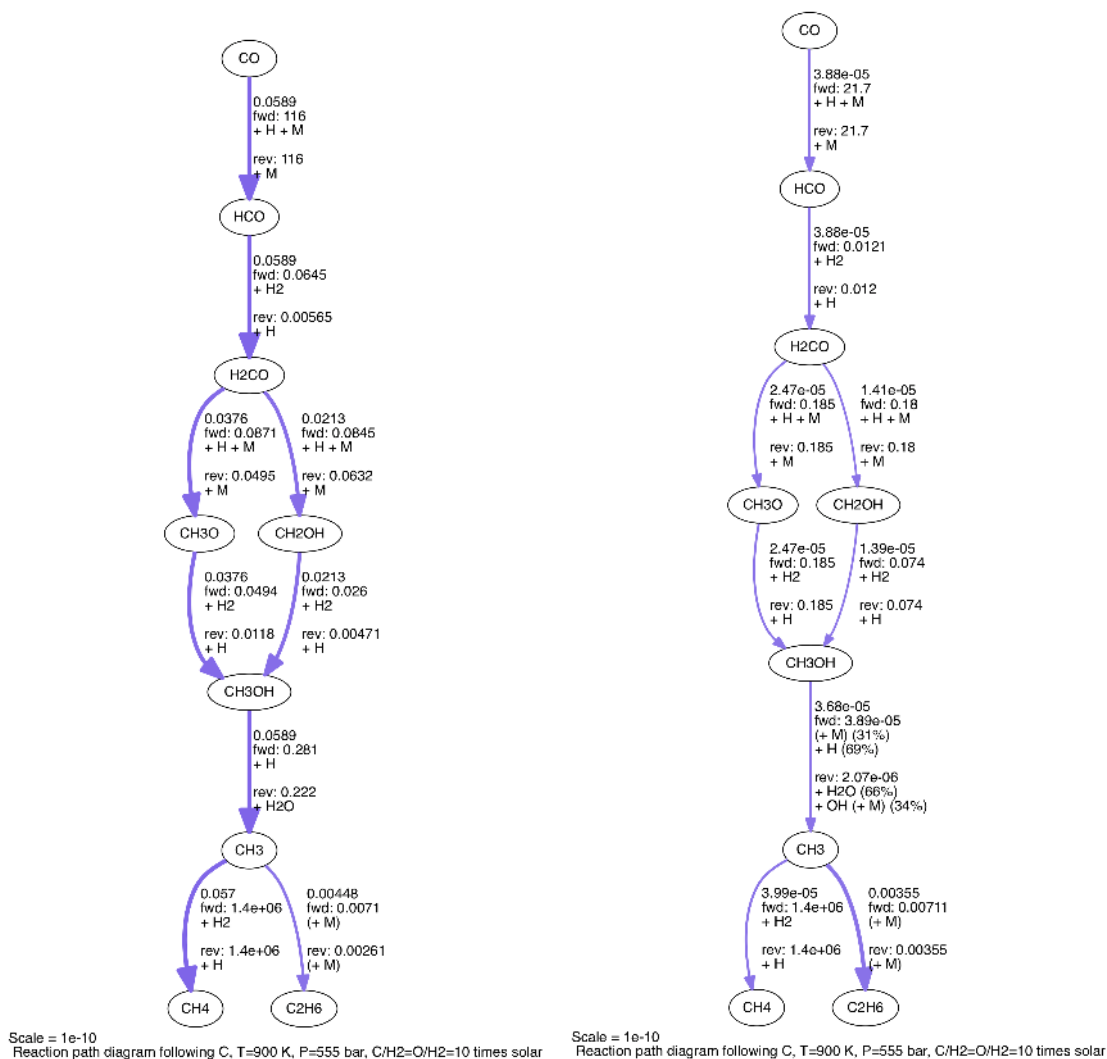 CO
0.0589
fwd: 116
+ H + M
rev: 116
+ M
HCO
0.0589
fwd: 0.0645
+ H2
rev: 0.00565
+ H
H2CO
0.0376
fwd: 0.0871
+ H + M
rev: 0.0495
+ M
0.0213
fwd: 0.0845
+ H + M
rev: 0.0632
+ M
CH3O
CH2OH
0.0376
fwd: 0.0494
+ H2
rev: 0.0118
+ H
0.0213
fwd: 0.026
+ H2
rev: 0.00471
+ H
CH3OH
0.0589
fwd: 0.281
+ H
rev: 0.222
+ H2O
CH3
0.057
fwd: 1.4e+06
+ H2
rev: 1.4e+06
+ H
0.00448
fwd: 0.0071
(+ M)
rev: 0.00261
(+ M)
CH4
C2H6
Scale = 1e-10
Reaction path diagram following C, T=900 K, P=555 bar, C/H2=O/H2=10 times solar
CO
3.88e-05
fwd: 21.7
+ H + M
rev: 21.7
+ M
HCO
3.88e-05
fwd: 0.0121
+ H2
rev: 0.012
+ H
H2CO
2.47e-05
fwd: 0.185
+ H + M
rev: 0.185
+ M
1.41e-05
fwd: 0.18
+ H + M
rev: 0.18
+ M
CH3O
CH2OH
2.47e-05
fwd: 0.185
+ H2
rev: 0.185
+ H
1.39e-05
fwd: 0.074
+ H2
rev: 0.074
+ H
CH3OH
3.68e-05
fwd: 3.89e-05
(+ M) (31%)
+ H (69%)
rev: 2.07e-06
+ H2O (66%)
+ OH (+ M) (34%)
CH3
3.99e-05
fwd: 1.4e+06
+ H2
rev: 1.4e+06
+ H
0.00355
fwd: 0.00711
(+ M)
rev: 0.00355
(+ M)
CH4
C2H6
Scale = 1e-10
Reaction path diagram following C, T=900 K, P=555 bar, C/H2=O/H2=10 times solar